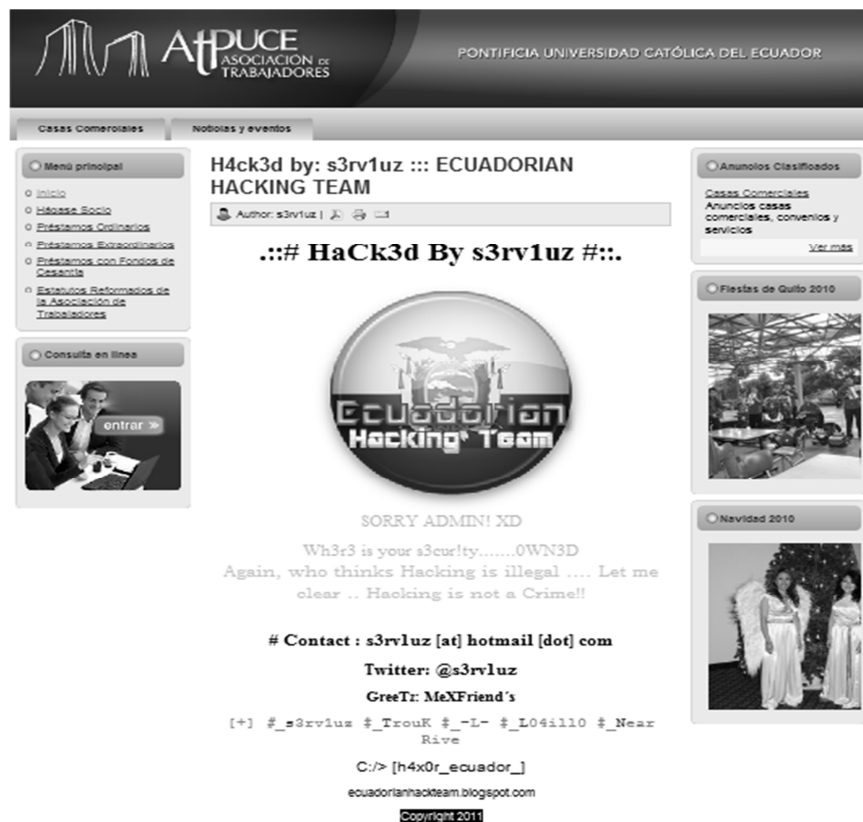 AtPUCE
ASOCIACIÓN DE
TRABAJADORES
PONTIFICIA UNIVERSIDAD CATÓLICA DEL ECUADOR
Casas Comerciales
Noticias y eventos
Menú principal
Inicio
Hágase Socio
Préstamos Ordinarios
Préstamos Extraordinarios
Préstamos con Fondos de
Cesantía
Estatutos Reformados de
la Asociación de
Trabajadores
Consulta en línea
entrar »
H4ck3d by: s3rv1uz ::: ECUADORIAN
HACKING TEAM
Author: s3rv1uz |
.::# HaCk3d By s3rv1uz #::.
Ecuadorian
Hacking Team
SORRY ADMIN! XD
Wh3r3 is your s3cur!ty.......0WN3D
Again, who thinks Hacking is illegal .... Let me
clear .. Hacking is not a Crime!!
# Contact : s3rv1uz [at] hotmail [dot] com
Twitter: @s3rv1uz
GreeTz: MeXFriend´s
[+] #_s3rv1uz ‡_TrouK ‡_-L- ‡_L04ill0 ‡_Near
Rive
C:/> [h4x0r_ecuador_]
ecuadorianhackteam.blogspot.com
Copyright 2011
Anuncios Clasificados
Casas Comerciales
Anuncios casas
comerciales, convenios y
servicios
Ver más
Fiestas de Quito 2010
Navidad 2010